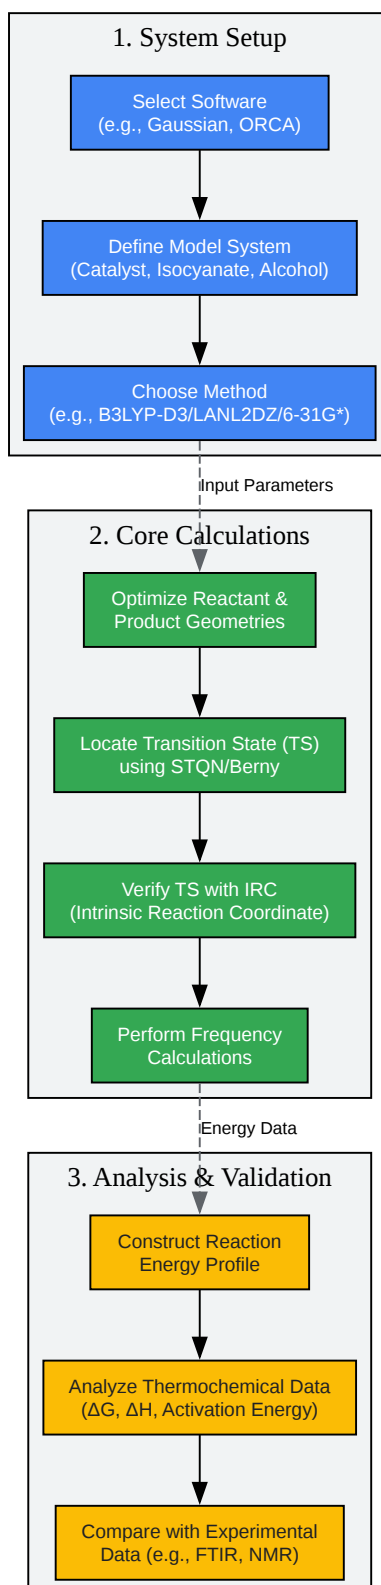 1. System Setup
Select Software
(e.g., Gaussian, ORCA)
Define Model System
(Catalyst, Isocyanate, Alcohol)
Choose Method
(e.g., B3LYP-D3/LANL2DZ/6-31G*)
Input Parameters
2. Core Calculations
Optimize Reactant &
Product Geometries
Locate Transition State (TS)
using STQN/Berny
Verify TS with IRC
(Intrinsic Reaction Coordinate)
Perform Frequency
Calculations
Energy Data
3. Analysis & Validation
Construct Reaction
Energy Profile
Analyze Thermochemical Data
(ΔG, ΔH, Activation Energy)
Compare with Experimental
Data (e.g., FTIR, NMR)